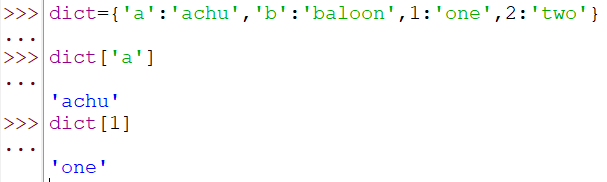 >>> dict={'a':'achu','b':'baloon',1:'one',2:'two'}
...
>>> dict['a']
...
'achu'
>>> dict[1]
...
'one'